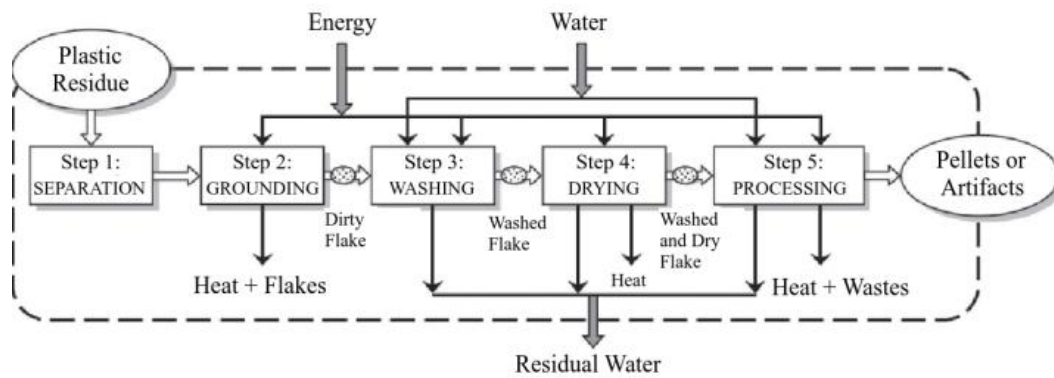 Energy
Water
Plastic
Residue
Step 1:
SEPARATION
Step 2:
GROUNDING
Step 3:
WASHING
Step 4:
DRYING
Step 5:
PROCESSING
Pellets or
Artifacts
Dirty
Flake
Washed
Flake
Washed
and Dry
Flake
Heat + Flakes
Heat
Heat + Wastes
Residual Water